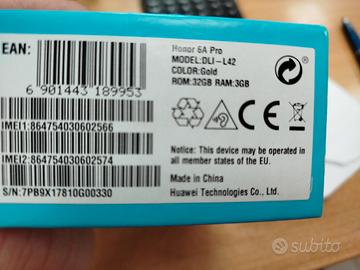 EAN:
6 901443 189953
Honor 6A Pro
MODEL:DLI-L42
COLOR:Gold
ROM:32GB RAM:3GB
IMEI1:864754030602566
IMEI2:864754030602574
S/N:7PB9X17810G00330
CE
Notice: This device may be operated in
all member states of the EU.
Made in China
Huawei Technologies Co., Ltd.
subito